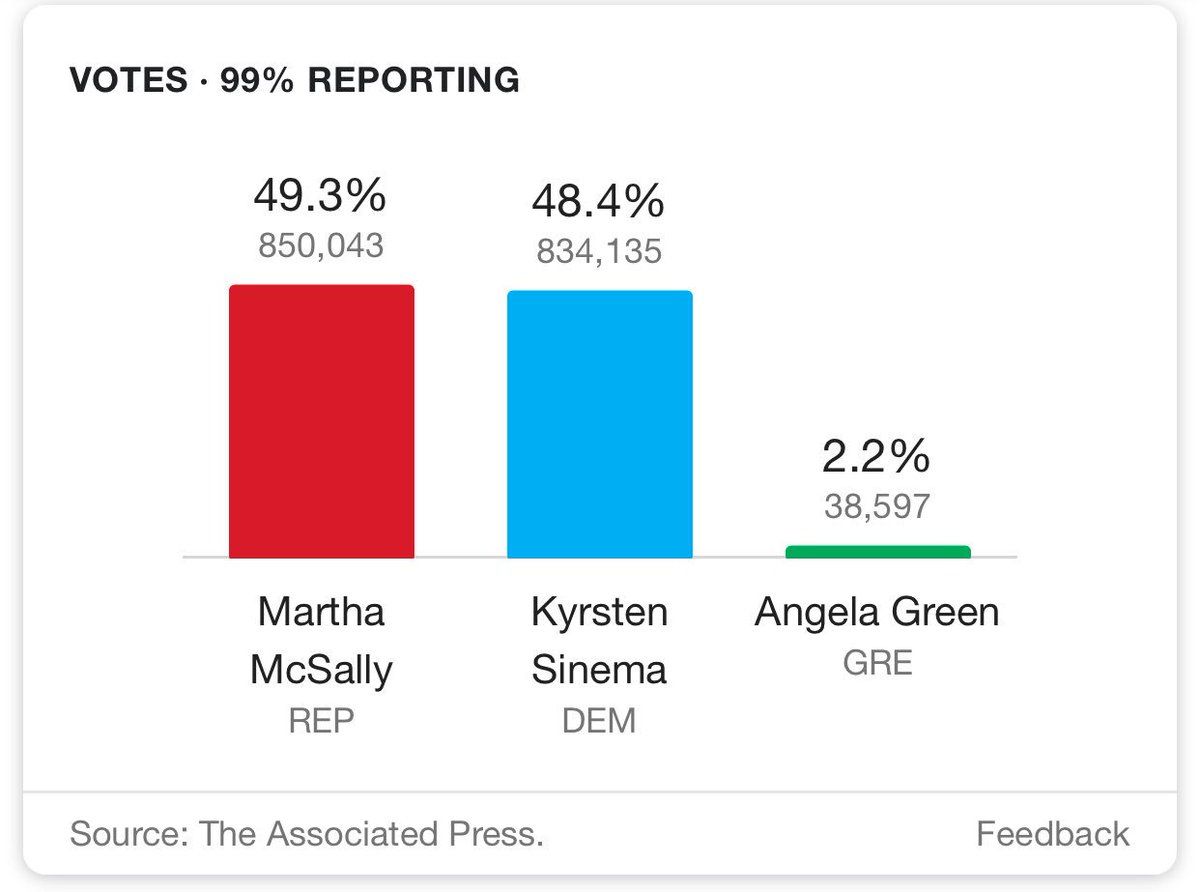 VOTES · 99% REPORTING
49.3%
850,043
48.4%
834,135
2.2%
38,597
Martha
McSally
REP
Kyrsten
Sinema
DEM
Angela Green
GRE
Source: The Associated Press.
Feedback